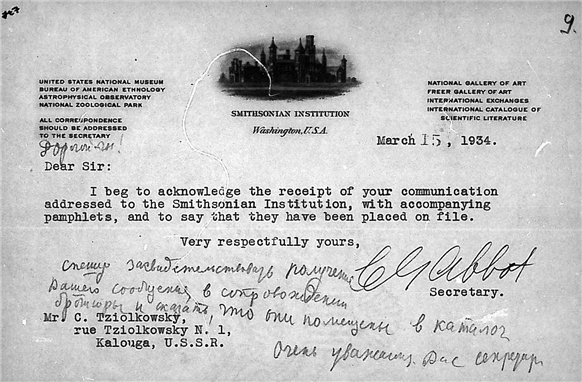 9.
UNITED STATES NATIONAL MUSEUM
BUREAU OF AMERICAN ETHNOLOGY
ASTROPHYSICAL OBSERVATORY
NATIONAL ZOOLOGICAL PARK
ALL CORRESPONDENCE
SHOULD BE ADDRESSED
TO THE SECRETARY
NATIONAL GALLERY OF ART
FREER GALLERY OF ART
INTERNATIONAL EXCHANGES
INTERNATIONAL CATALOGUE OF
SCIENTIFIC LITERATURE
SMITHSONIAN INSTITUTION
Washington, U.S.A.
March 15, 1934.
Dear Sir:
I beg to acknowledge the receipt of your communication
addressed to the Smithsonian Institution, with accompanying
pamphlets, and to say that they have been placed on file.
Very respectfully yours,
C G Abbot
Secretary.
спешу засвидетельствовать получение
Вашего сообщения, в сопровождении
брошюры и сказать что они помещены в каталог
Очень уважающий Вас секретарь
Mr. C. Tziolkowsky,
rue Tziolkowsky N. 1,
Kalouga, U.S.S.R.